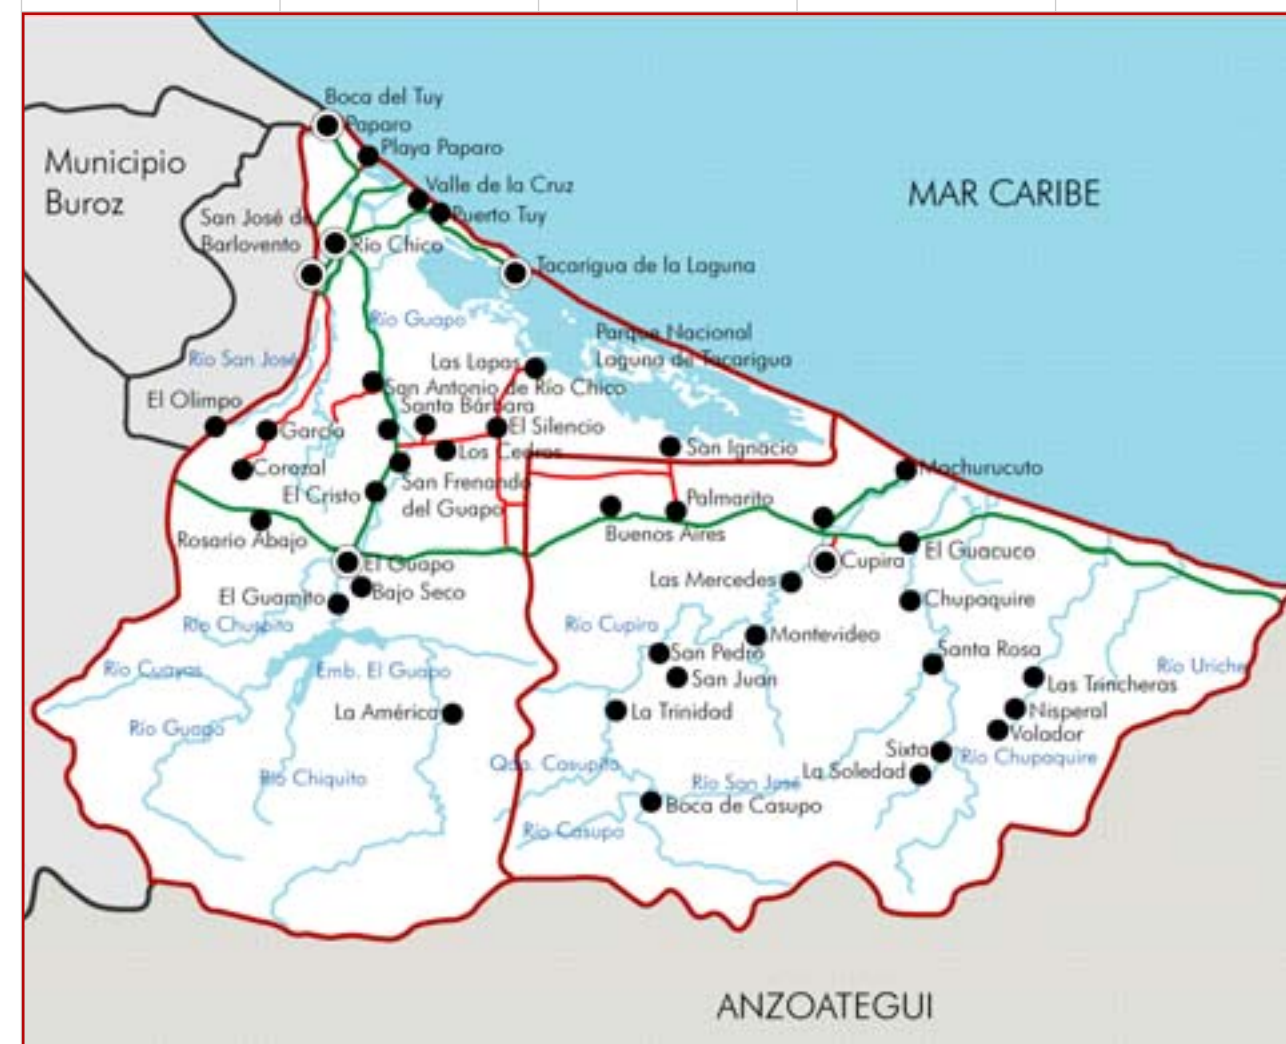 Boca del Tuy
Paparo
Playa Paparo
Municipio
Buroz
Valle de la Cruz
Puerto Tuy
MAR CARIBE
San José de
Barlovento
Río Chico
Tacarigua de la Laguna
Río Guapo
Parque Nacional
Laguna de Tacarigua
Río San José
Las Lapas
San Antonio de Río Chico
El Olimpo
Santa Bárbara
García
El Silencio
Los Cedros
San Ignacio
Corozal
Machurucuto
El Cristo
San Frenando
del Guapo
Palmarito
Buenos Aires
Rosario Abajo
El Guapo
Cupira
El Guacuco
Las Mercedes
El Guamito
Bajo Seco
Chupaquire
Río Chuspita
Río Cupira
Montevideo
San Pedro
Santa Rosa
Río Cuayas
Emb. El Guapo
San Juan
Río Uriche
Las Trincheras
La América
La Trinidad
Nisperal
Río Guapo
Volador
Sixta
Río Chupaquire
Qda. Casupito
La Soledad
Río Chiquito
Río San José
Boca de Casupo
Río Casupo
ANZOATEGUI